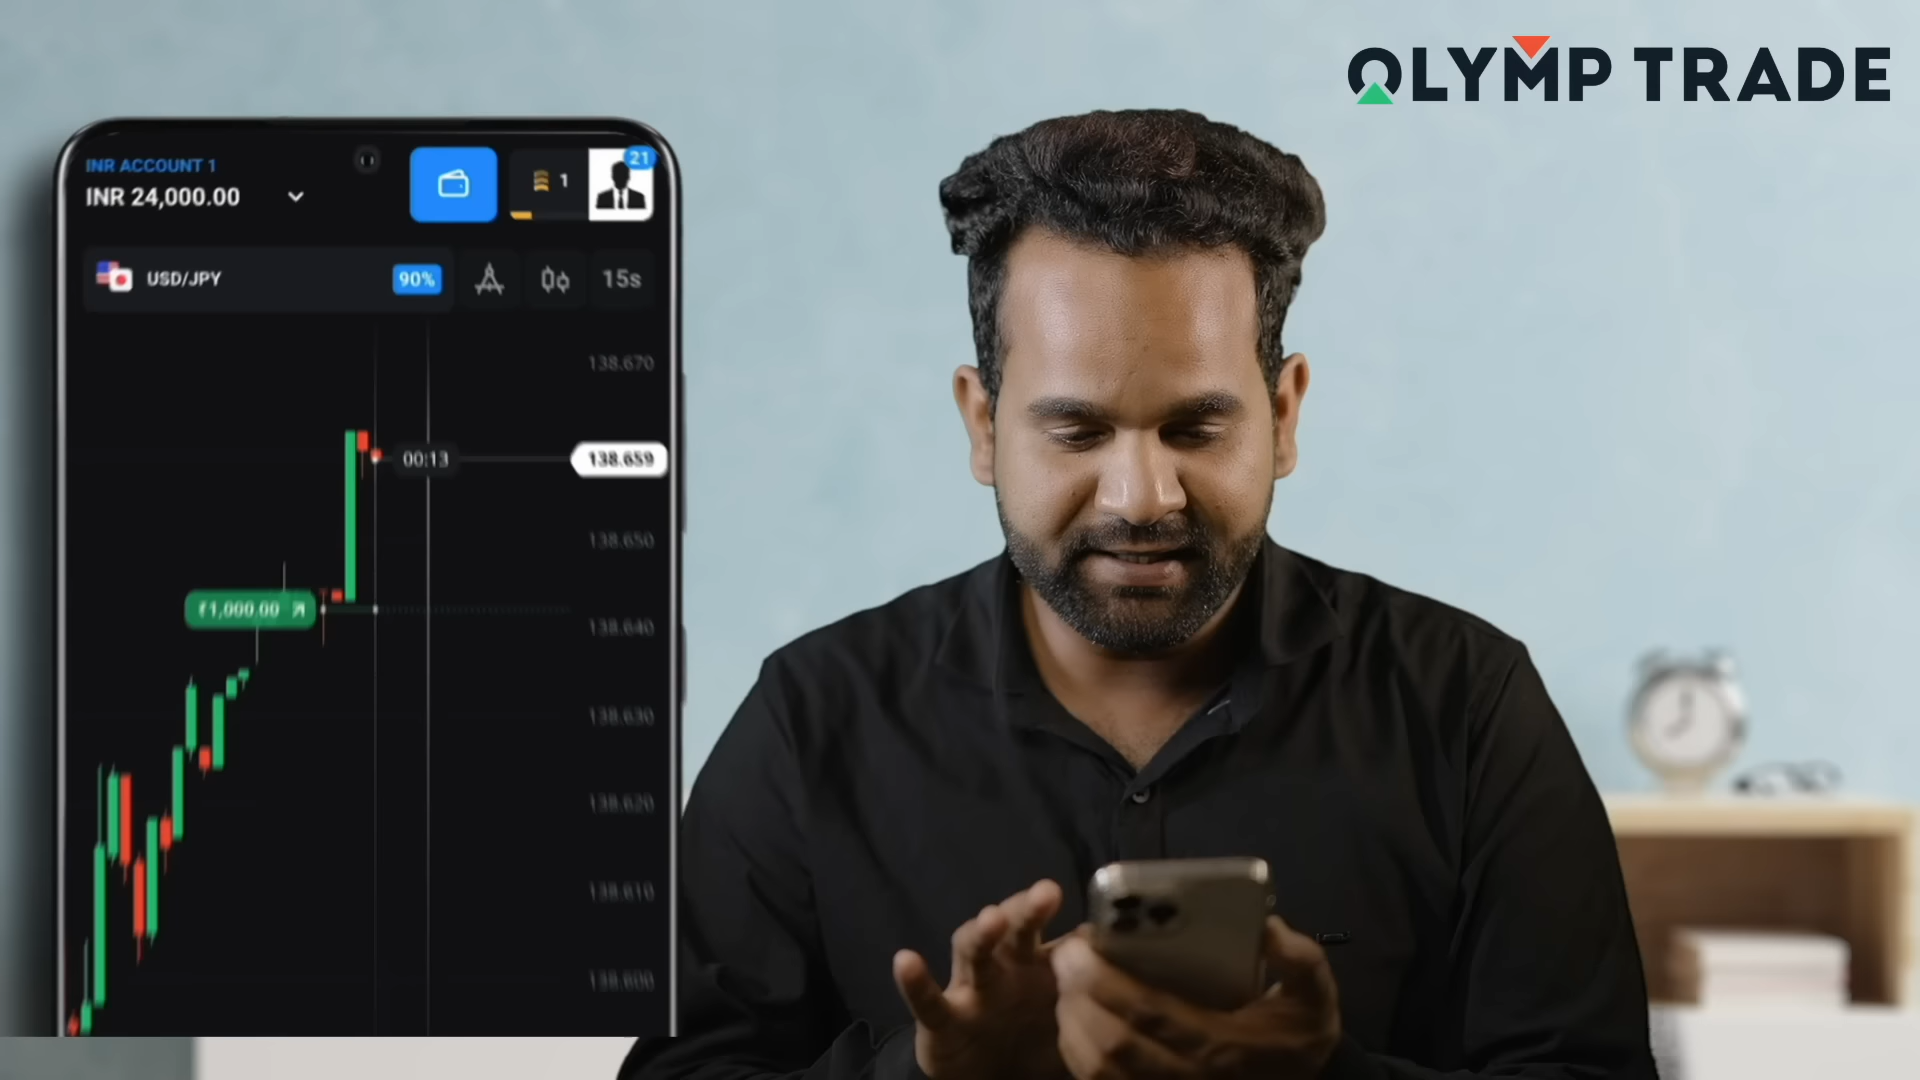 OLYMP TRADE
INR ACCOUNT 1
INR 24,000.00
1
21
USD/JPY
90%
15s
138.670
00:13
138.659
138.650
₹1,000.00
138.640
138.630
138.620
138.610
138.600